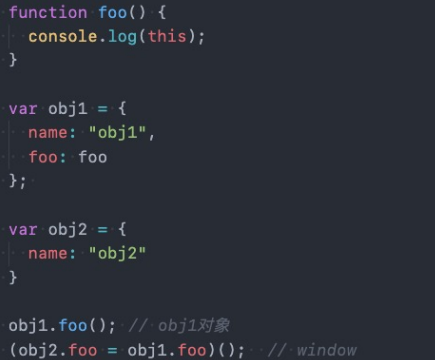 function foo() {
  console.log(this);
}

var obj1 = {
  name: "obj1",
  foo: foo
};

var obj2 = {
  name: "obj2"
}

obj1.foo(); // obj1对象
(obj2.foo = obj1.foo)();  // window